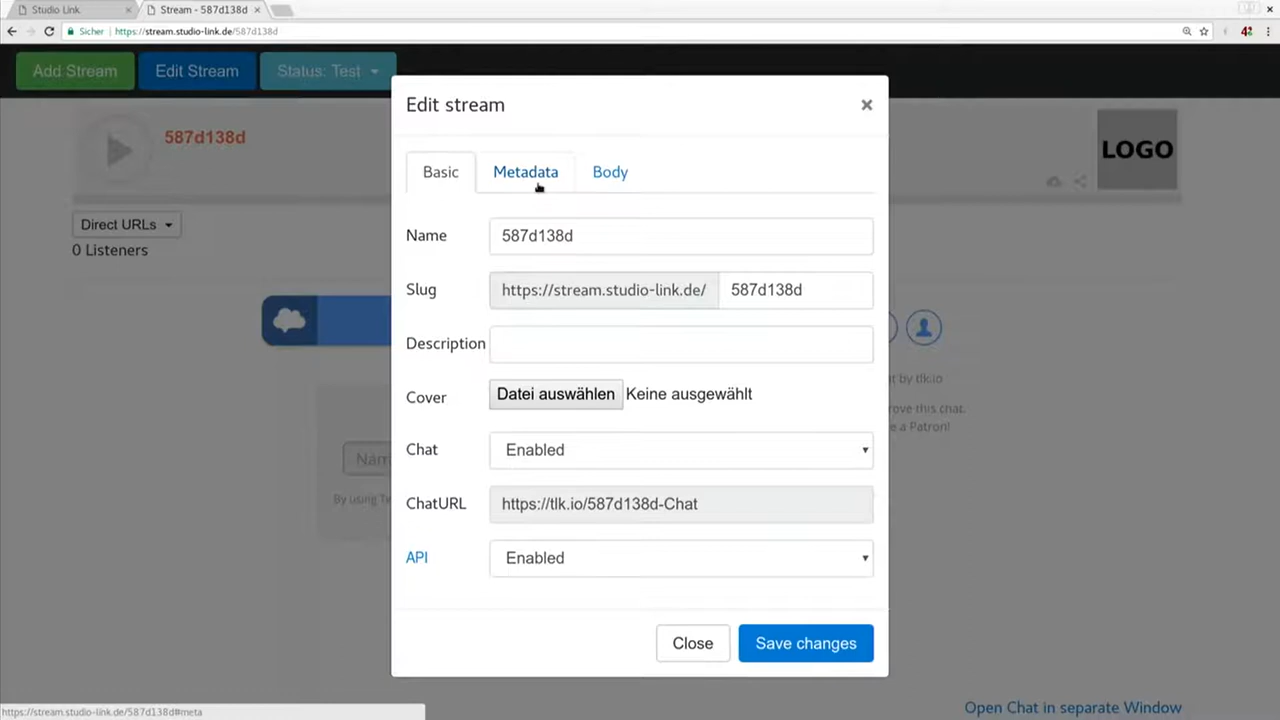 Studio Link
Stream - 587d138d
Sicher
https://stream.studio-link.de/587d138d
Add Stream
Edit Stream
Status: Test
587d138d
LOGO
Direct URLs
0 Listeners
Edit stream
×
Basic
Metadata
Body
Name
587d138d
Slug
https://stream.studio-link.de/
587d138d
Description
Cover
Datei auswählen
Keine ausgewählt
Chat
Enabled
ChatURL
https://tlk.io/587d138d-Chat
API
Enabled
Close
Save changes
at by tlk.io
rove this chat.
e a Patron!
By using
Open Chat in separate Window
https://stream.studio-link.de/587d138d#meta